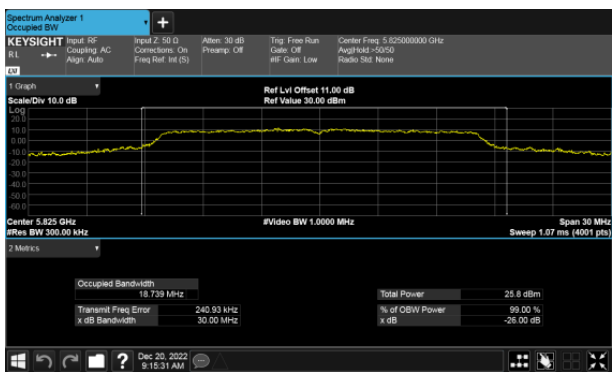 Spectrum Analyzer 1
Occupied BW
+
KEYSIGHT Input: RF Input Z: 50 Ω Atten: 30 dB Trig: Free Run Center Freq: 5.825000000 GHz
R L Coupling: AC Corrections: On Preamp: Off Gate: Off Avg|Hold:>50/50
Align: Auto Freq Ref: Int (S) #IF Gain: Low Radio Std: None
LXI
1 Graph Ref Lvl Offset 11.00 dB
Scale/Div 10.0 dB Ref Value 30.00 dBm
Log
20.0
10.0
0.00
-10.0
-20.0
-30.0
-40.0
-50.0
-60.0
Center 5.825 GHz #Video BW 1.0000 MHz Span 30 MHz
#Res BW 300.00 kHz Sweep 1.07 ms (4001 pts)
2 Metrics
Occupied Bandwidth
18.739 MHz Total Power 25.8 dBm
Transmit Freq Error 240.93 kHz % of OBW Power 99.00 %
x dB Bandwidth 30.00 MHz x dB -26.00 dB
? Dec 20, 2022
9:15:31 AM